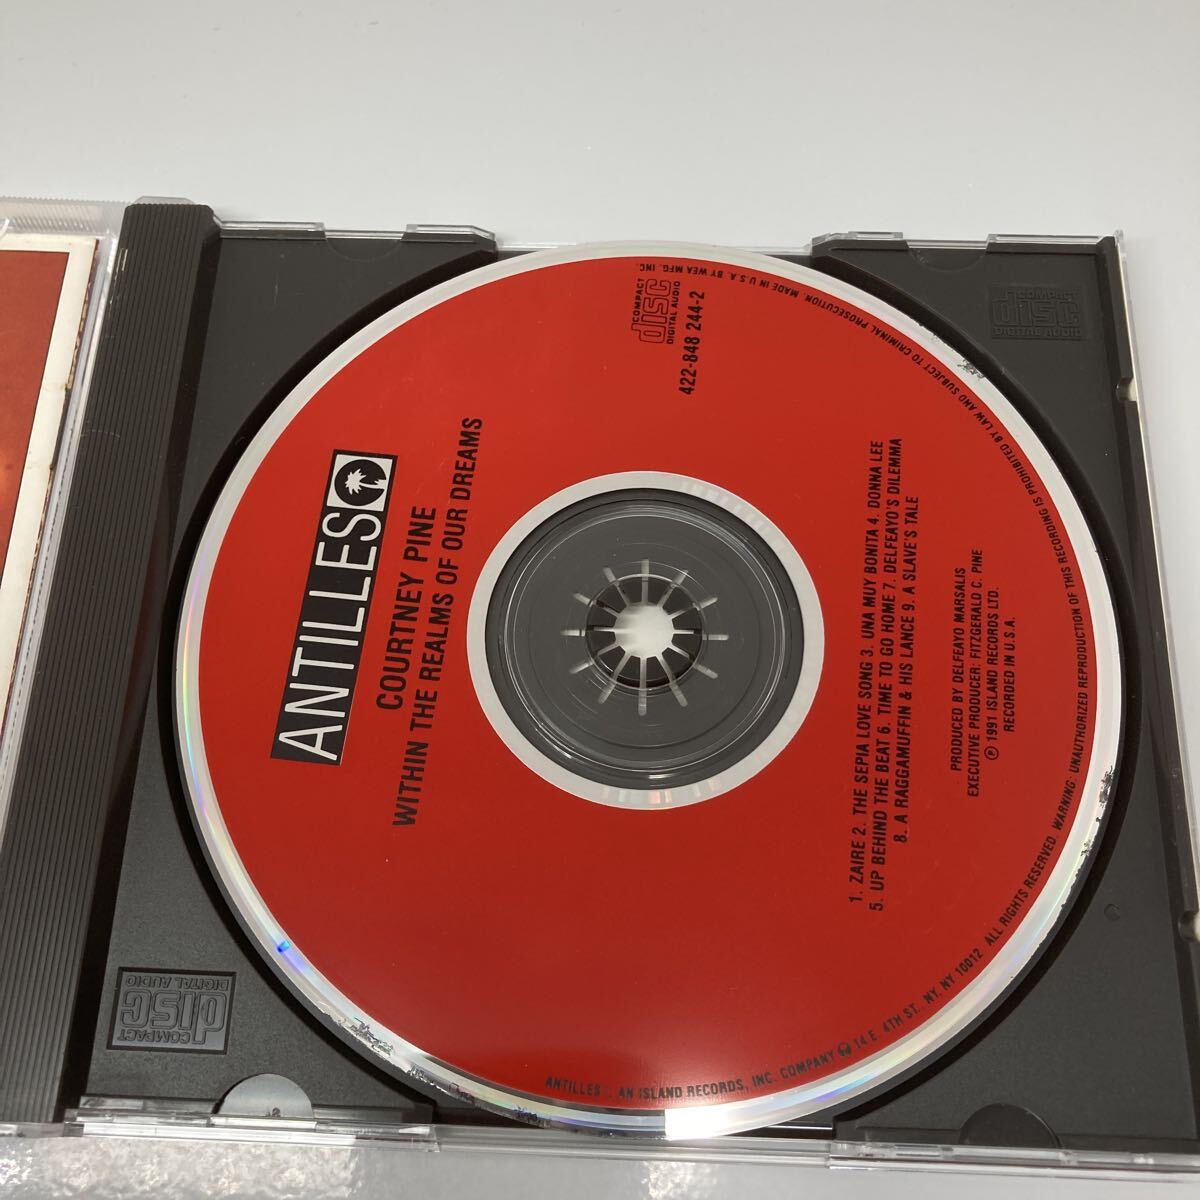 ANTILLES
COURTNEY PINE
WITHIN THE REALMS OF OUR DREAMS
COMPACT
disc
DIGITAL AUDIO
422-848 244-2
1. ZAIRE 2. THE SEPIA LOVE SONG 3. UNA MUY BONITA 4. DONNA LEE
5. UP BEHIND THE BEAT 6. TIME TO GO HOME 7. DELFEAYO'S DILEMMA
8. A RAGGAMUFFIN & HIS LANCE 9. A SLAVE'S TALE
PRODUCED BY DELFEAYO MARSALIS
EXECUTIVE PRODUCER: FITZGERALD C. PINE
℗ 1991 ISLAND RECORDS LTD.
RECORDED IN U.S.A.
ANTILLES : AN ISLAND RECORDS, INC. COMPANY 14 E. 4TH ST., NY, NY 10012 ALL RIGHTS RESERVED. WARNING: UNAUTHORIZED REPRODUCTION OF THIS RECORDING IS PROHIBITED BY LAW AND SUBJECT TO CRIMINAL PROSECUTION. MADE IN U.S.A. BY WEA MFG. INC.
COMPACT
disc
DIGITAL AUDIO
COMPACT
disc
DIGITAL AUDIO